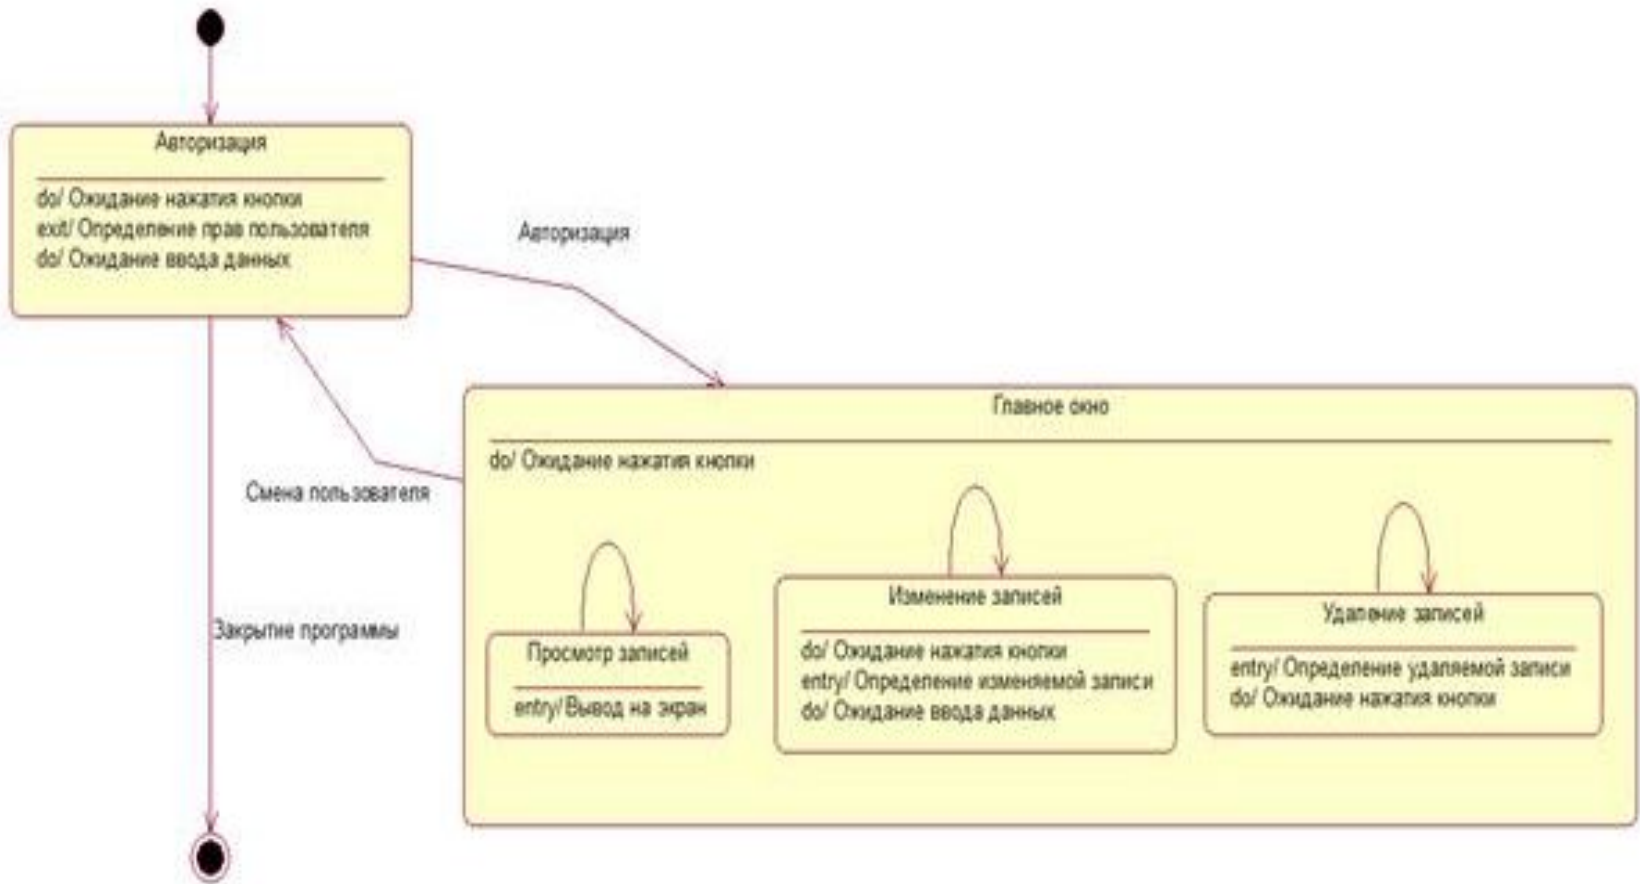 Авторизация
do/ Ожидание нажатия кнопки
exit/ Определение прав пользователя
do/ Ожидание ввода данных
Авторизация
Главное окно
do/ Ожидание нажатия кнопки
Смена пользователя
Закрытие программы
Просмотр записей
entry/ Вывод на экран
Изменение записей
do/ Ожидание нажатия кнопки
entry/ Определение изменяемой записи
do/ Ожидание ввода данных
Удаление записей
entry/ Определение удаляемой записи
do/ Ожидание нажатия кнопки